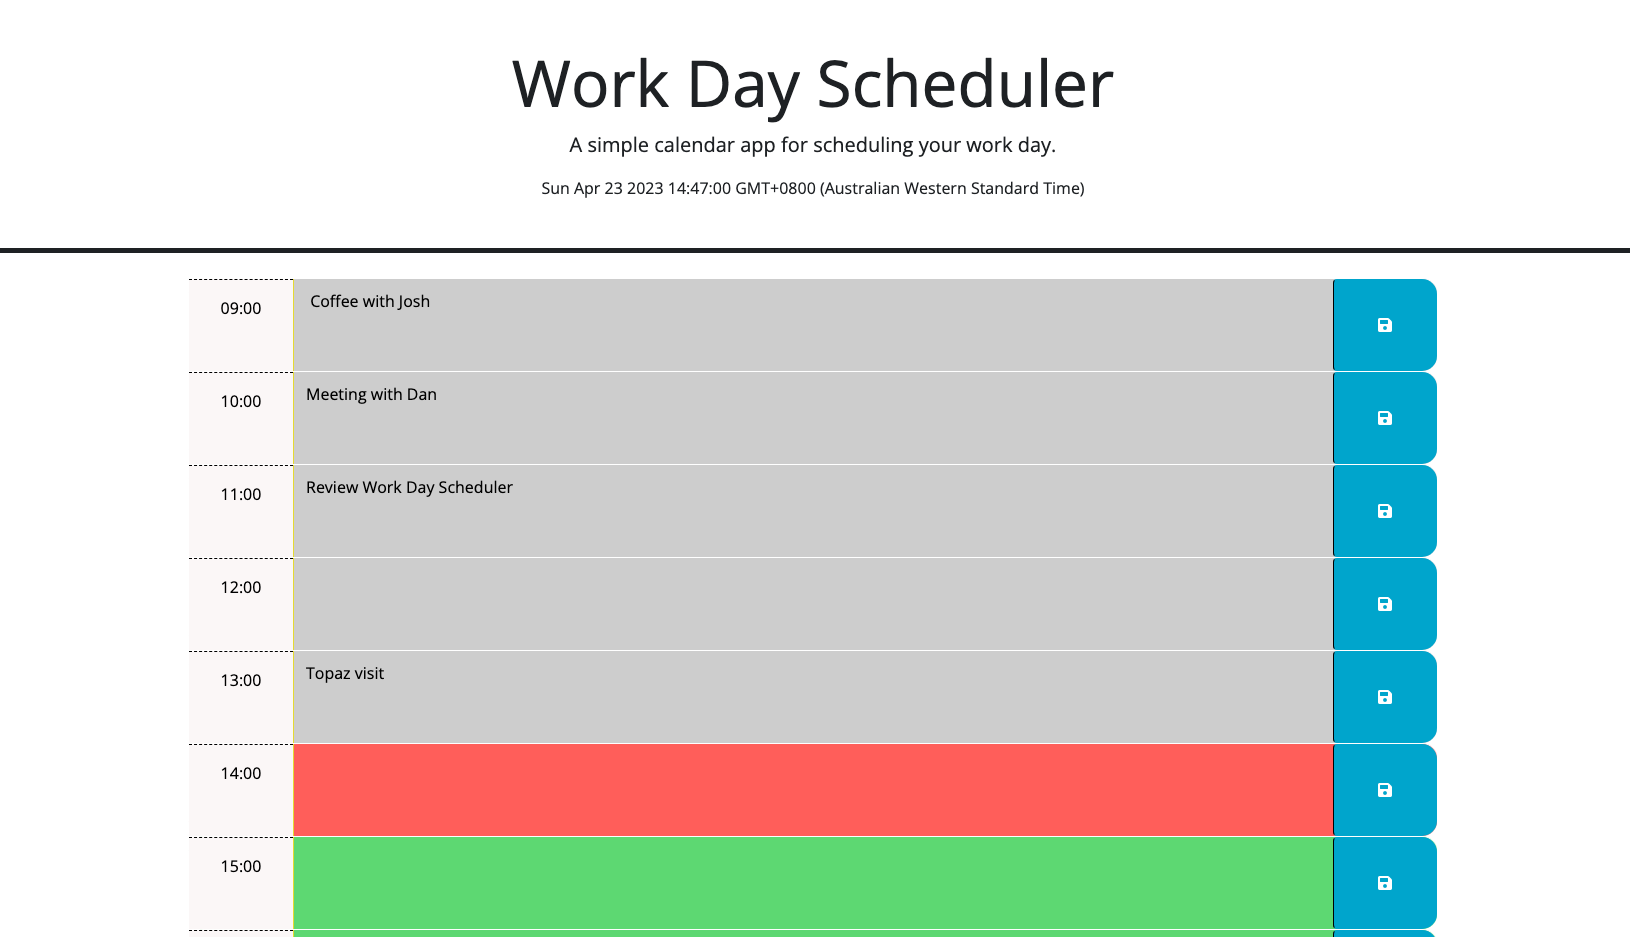 Work Day Scheduler
A simple calendar app for scheduling your work day.
Sun Apr 23 2023 14:47:00 GMT+0800 (Australian Western Standard Time)
09:00 Coffee with Josh
10:00 Meeting with Dan
11:00 Review Work Day Scheduler
12:00
13:00 Topaz visit
14:00
15:00